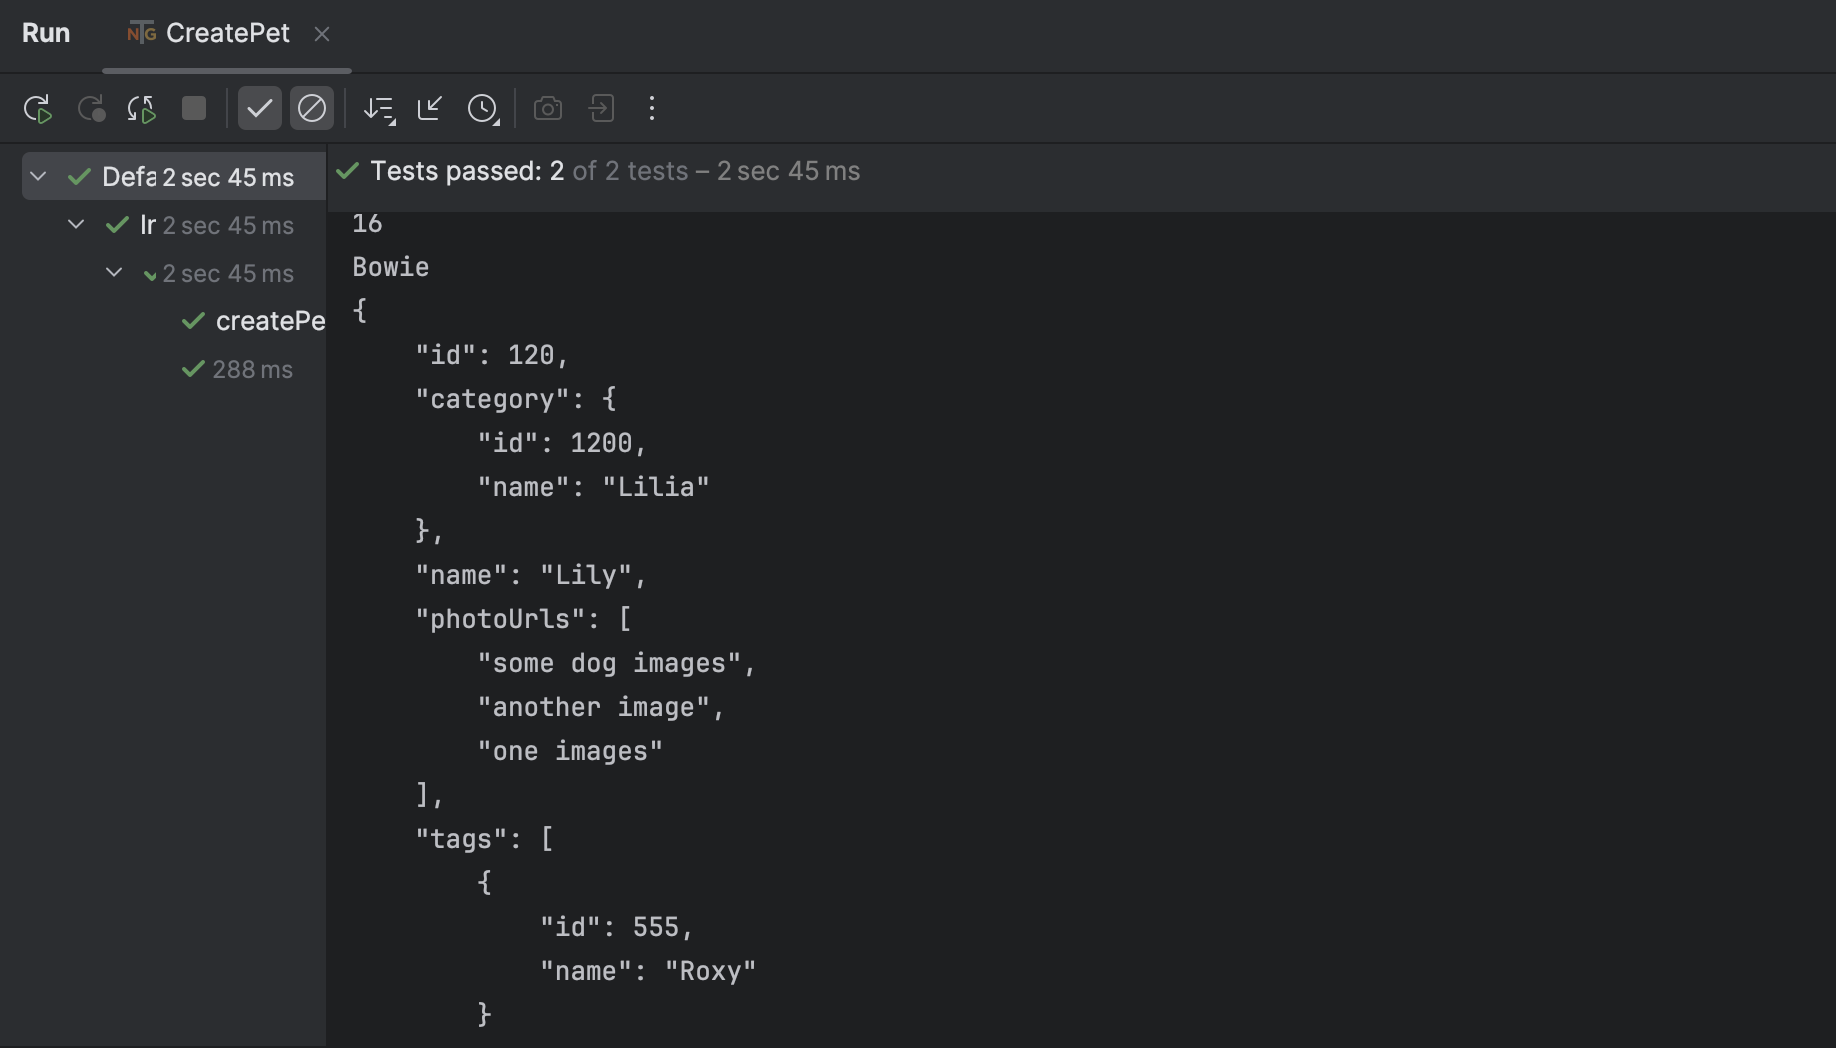 Run
CreatePet
Defa 2 sec 45 ms
2 sec 45 ms
2 sec 45 ms
createPe
288 ms
Tests passed: 2 of 2 tests – 2 sec 45 ms
16
Bowie
{
    "id": 120,
    "category": {
        "id": 1200,
        "name": "Lilia"
    },
    "name": "Lily",
    "photoUrls": [
        "some dog images",
        "another image",
        "one images"
    ],
    "tags": [
        {
            "id": 555,
            "name": "Roxy"
        }